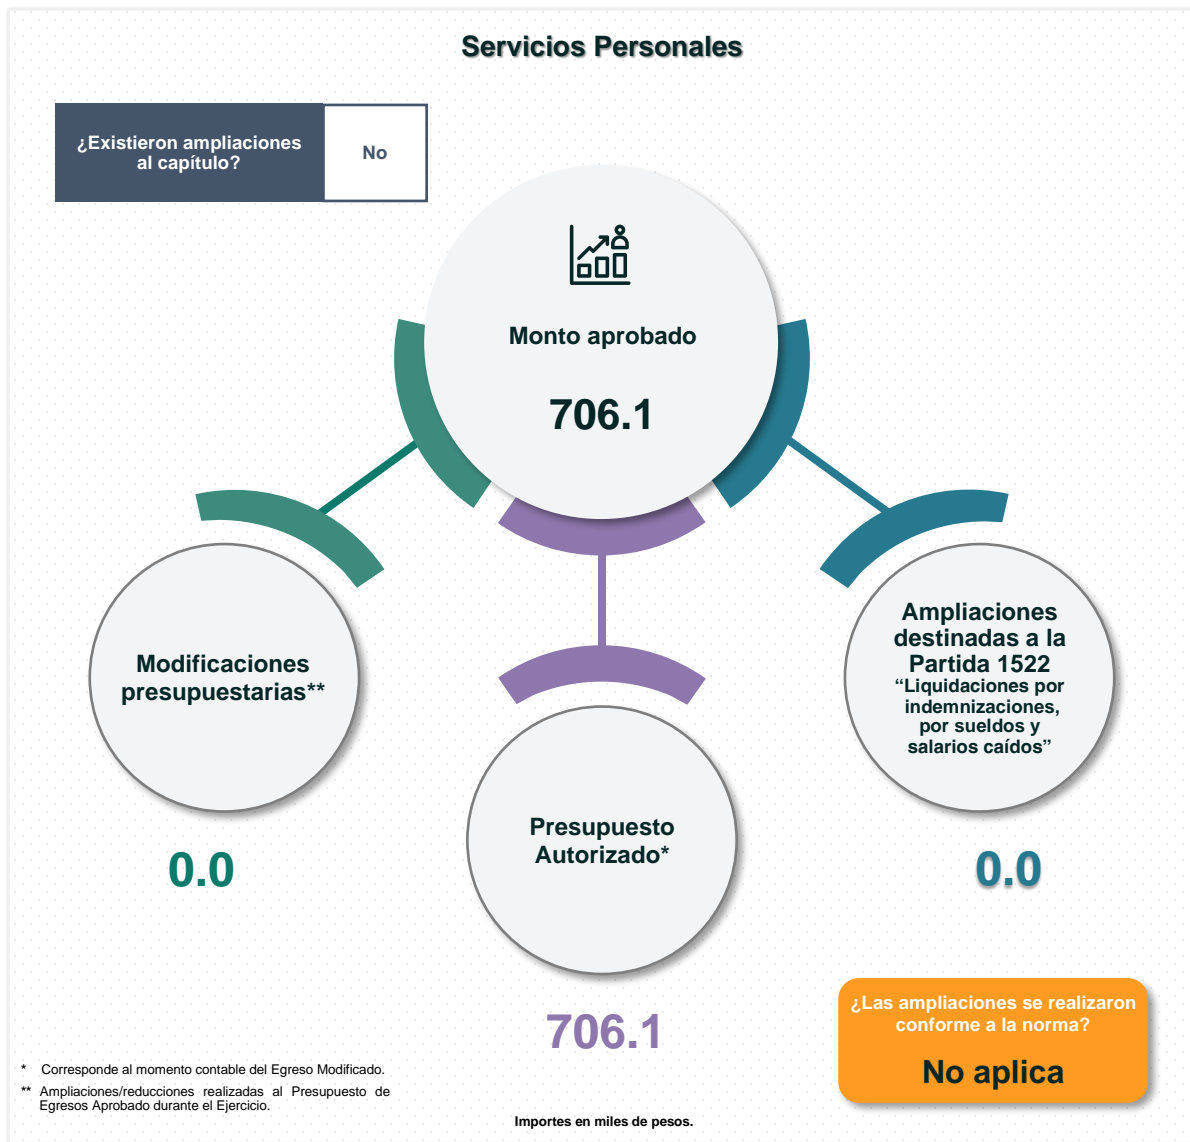 Servicios Personales
¿Existieron ampliaciones
al capítulo?
No
Monto aprobado
706.1
Modificaciones
presupuestarias**
0.0
Presupuesto
Autorizado*
706.1
Ampliaciones
destinadas a la
Partida 1522
“Liquidaciones por
indemnizaciones,
por sueldos y
salarios caídos”
0.0
¿Las ampliaciones se realizaron
conforme a la norma?
No aplica
* Corresponde al momento contable del Egreso Modificado.
** Ampliaciones/reducciones realizadas al Presupuesto de
Egresos Aprobado durante el Ejercicio.
Importes en miles de pesos.